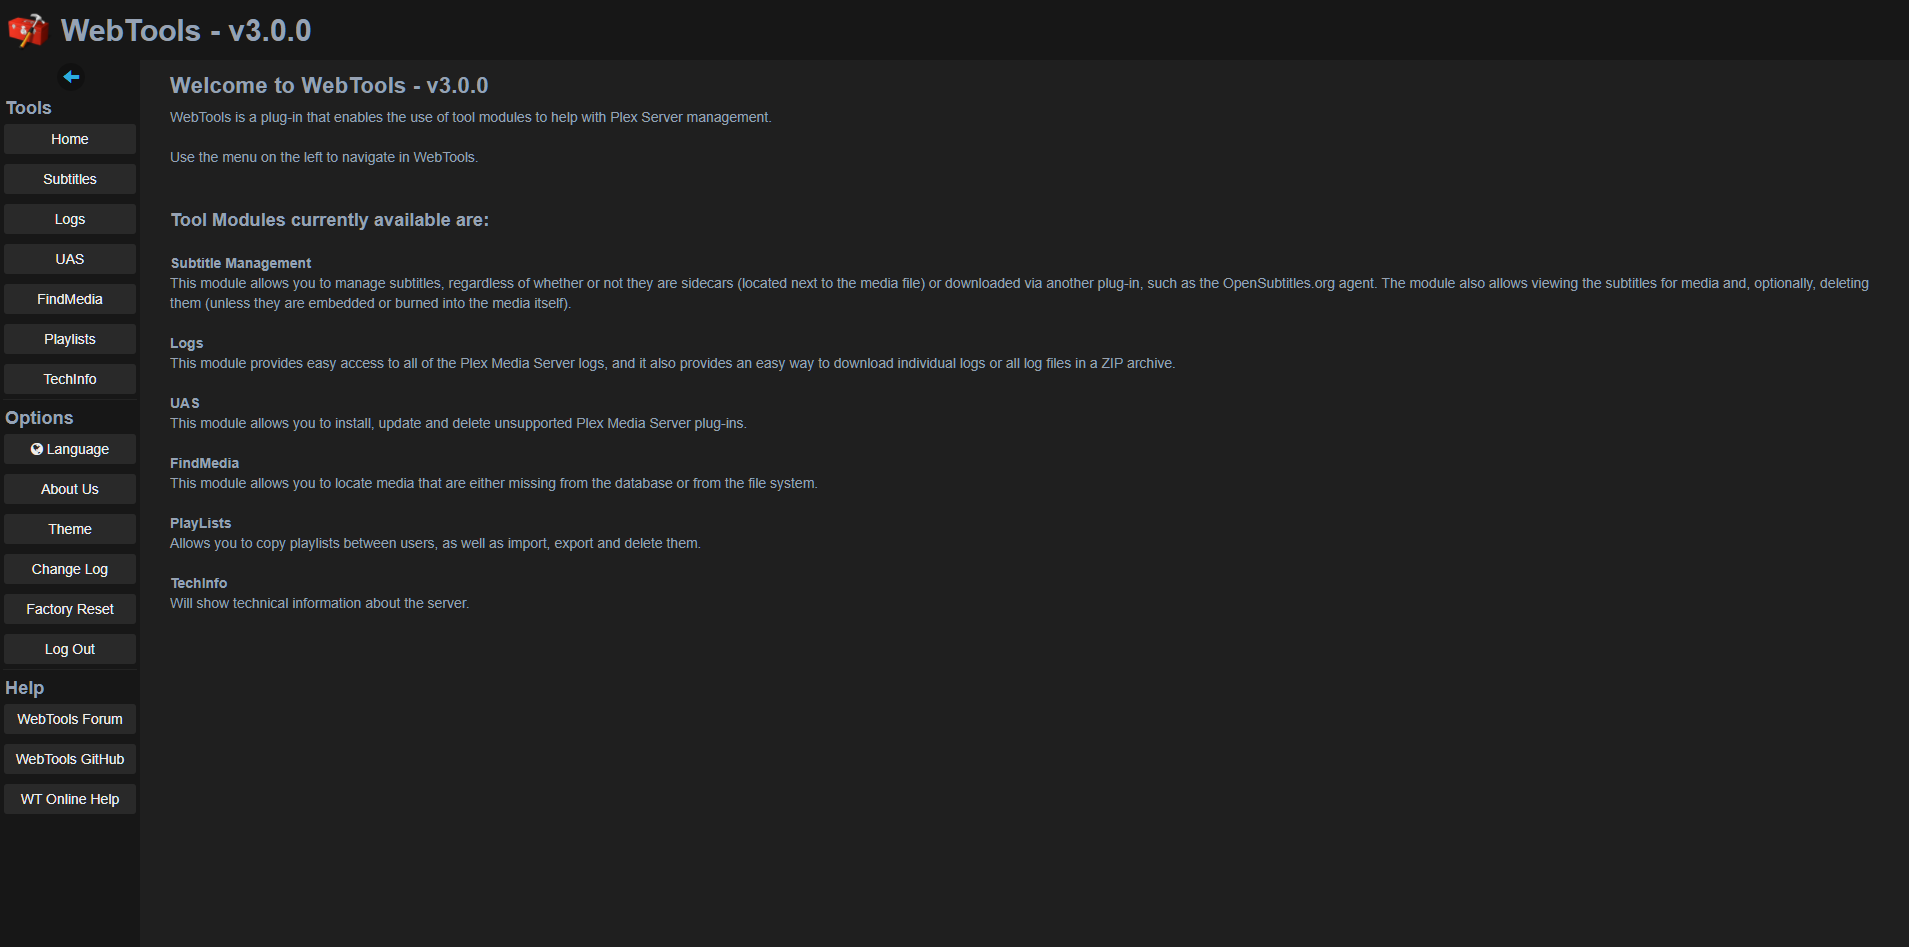 WebTools - v3.0.0
Tools
Home
Subtitles
Logs
UAS
FindMedia
Playlists
TechInfo
Options
Language
About Us
Theme
Change Log
Factory Reset
Log Out
Help
WebTools Forum
WebTools GitHub
WT Online Help
Welcome to WebTools - v3.0.0
WebTools is a plug-in that enables the use of tool modules to help with Plex Server management.
Use the menu on the left to navigate in WebTools.
Tool Modules currently available are:
Subtitle Management
This module allows you to manage subtitles, regardless of whether or not they are sidecars (located next to the media file) or downloaded via another plug-in, such as the OpenSubtitles.org agent. The module also allows viewing the subtitles for media and, optionally, deleting
them (unless they are embedded or burned into the media itself).
Logs
This module provides easy access to all of the Plex Media Server logs, and it also provides an easy way to download individual logs or all log files in a ZIP archive.
UAS
This module allows you to install, update and delete unsupported Plex Media Server plug-ins.
FindMedia
This module allows you to locate media that are either missing from the database or from the file system.
PlayLists
Allows you to copy playlists between users, as well as import, export and delete them.
TechInfo
Will show technical information about the server.